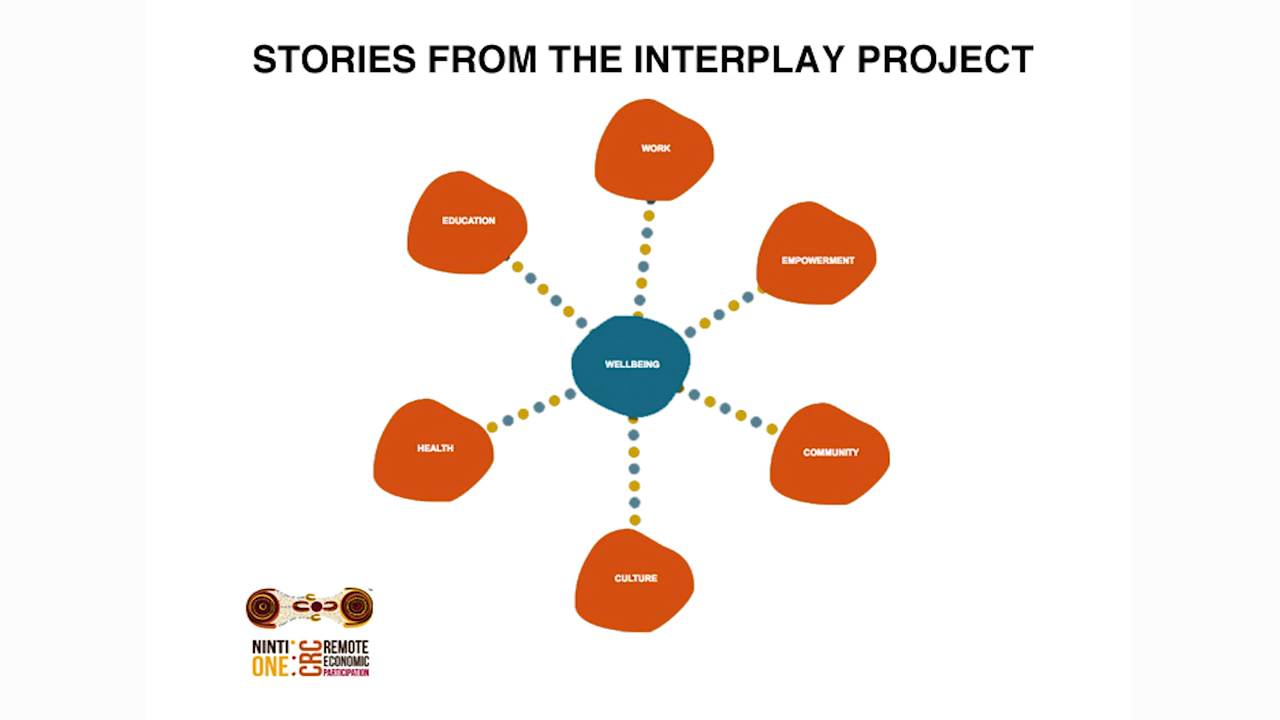 STORIES FROM THE INTERPLAY PROJECT
WORK
EDUCATION
EMPOWERMENT
WELLBEING
HEALTH
COMMUNITY
CULTURE
NINTI
ONE
CRC
REMOTE
ECONOMIC
PARTICIPATION